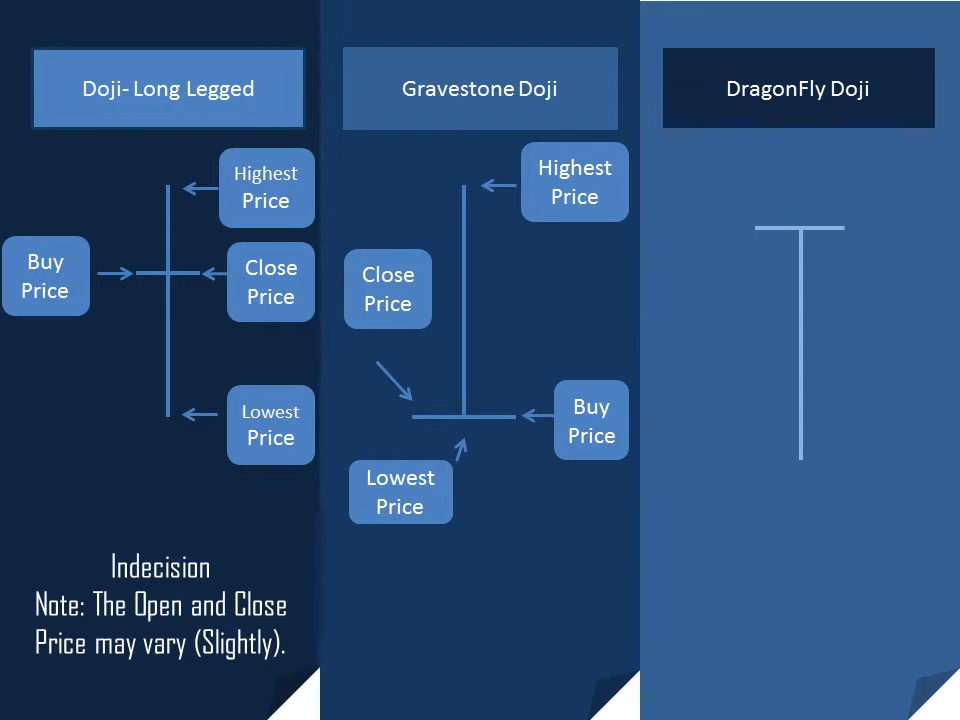 Doji- Long Legged
Highest
Price
Buy
Price
Close
Price
Lowest
Price
Indecision
Note: The Open and Close
Price may vary (Slightly).
Gravestone Doji
Highest
Price
Close
Price
Buy
Price
Lowest
Price
DragonFly Doji